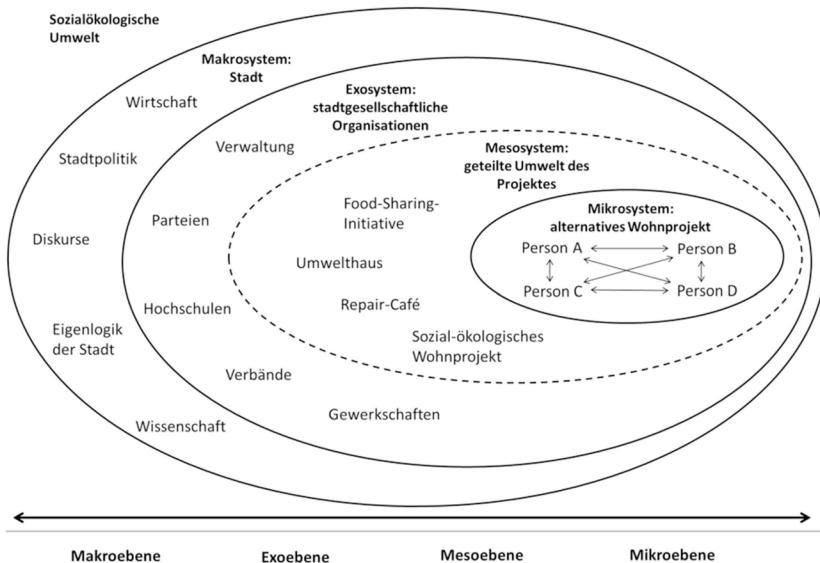 Sozialökologische
Umwelt
Makrosystem:
Stadt
Wirtschaft
Stadtpolitik
Diskurse
Eigenlogik
der Stadt
Wissenschaft
Exosystem:
stadtgesellschaftliche
Organisationen
Verwaltung
Parteien
Hochschulen
Verbände
Gewerkschaften
Mesosystem:
geteilte Umwelt des
Projektes
Food-Sharing-
Initiative
Umwelthaus
Repair-Café
Sozial-ökologisches
Wohnprojekt
Mikrosystem:
alternatives Wohnprojekt
Person A Person B
Person C Person D
Makroebene Exoebene Mesoebene Mikroebene